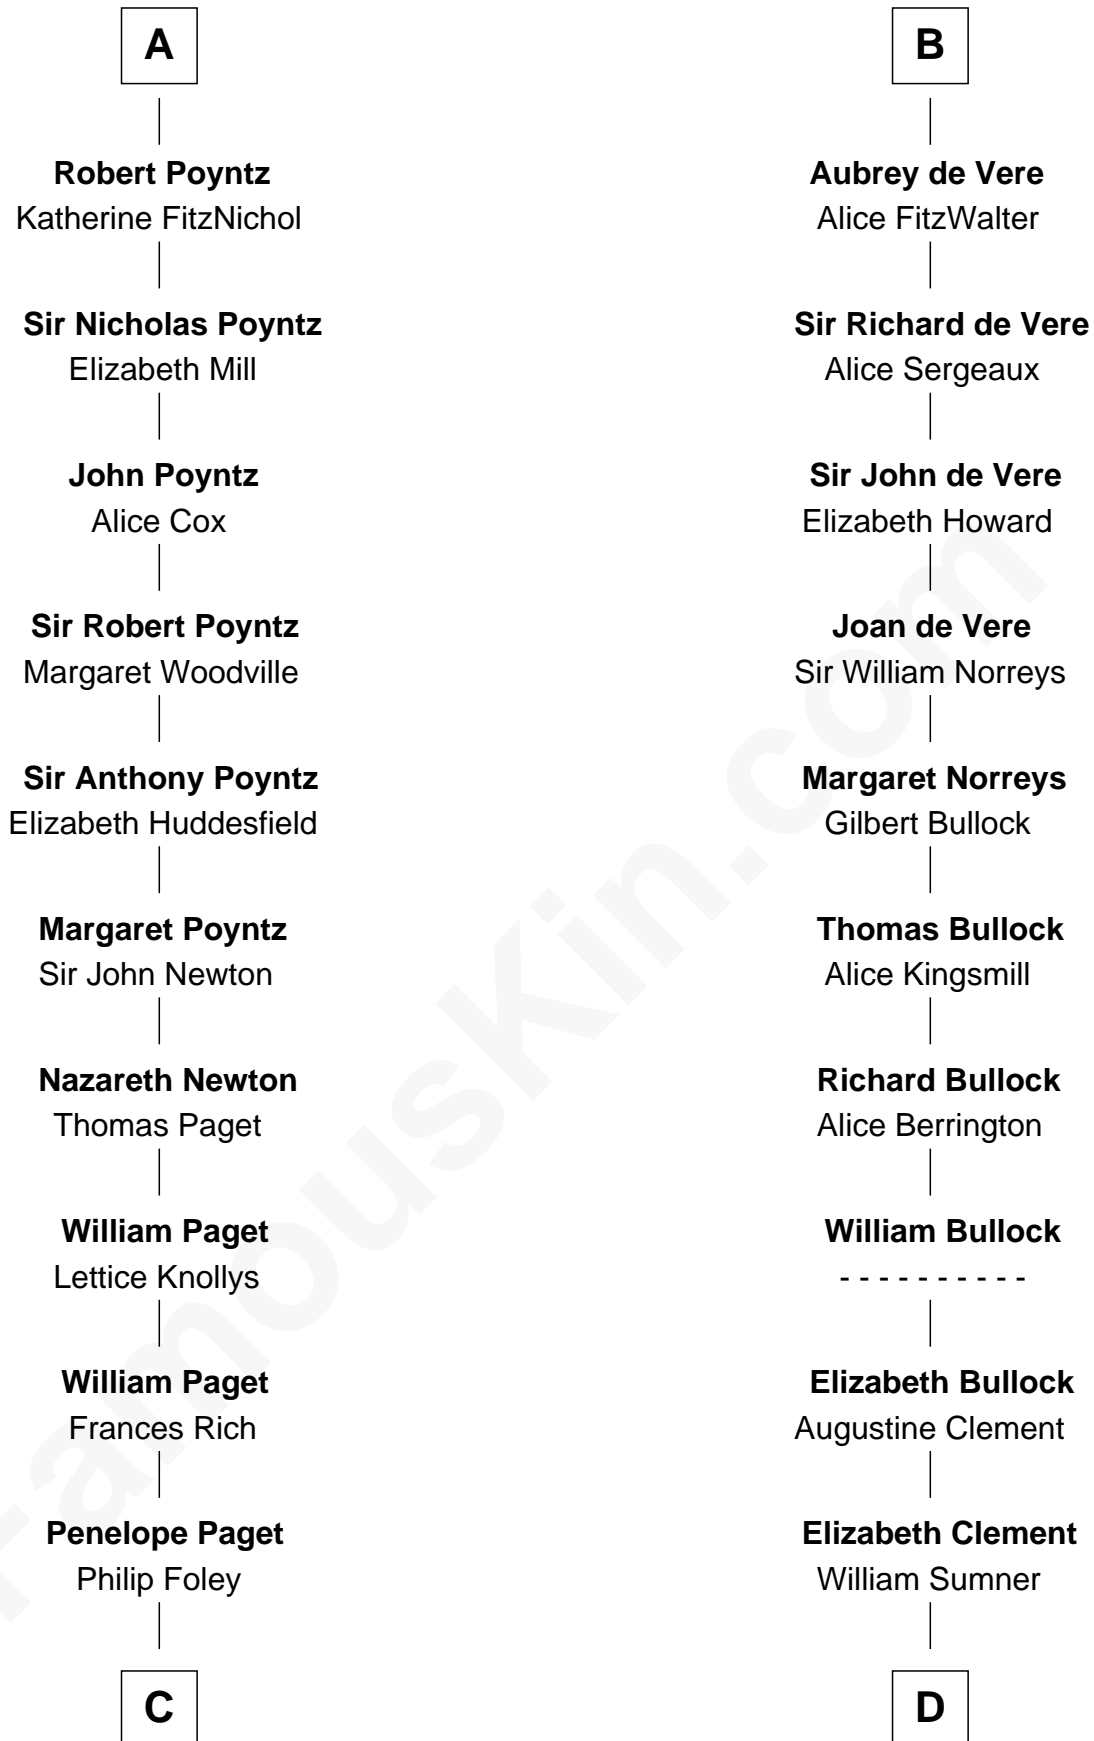 A
Robert Poyntz
Katherine FitzNichol
Sir Nicholas Poyntz
Elizabeth Mill
John Poyntz
Alice Cox
Sir Robert Poyntz
Margaret Woodville
Sir Anthony Poyntz
Elizabeth Huddesfield
Margaret Poyntz
Sir John Newton
Nazareth Newton
Thomas Paget
William Paget
Lettice Knollys
William Paget
Frances Rich
Penelope Paget
Philip Foley
C
B
Aubrey de Vere
Alice FitzWalter
Sir Richard de Vere
Alice Sergeaux
Sir John de Vere
Elizabeth Howard
Joan de Vere
Sir William Norreys
Margaret Norreys
Gilbert Bullock
Thomas Bullock
Alice Kingsmill
Richard Bullock
Alice Berrington
William Bullock
- - - - - - - - - -
Elizabeth Bullock
Augustine Clement
Elizabeth Clement
William Sumner
D
FamousKin.com